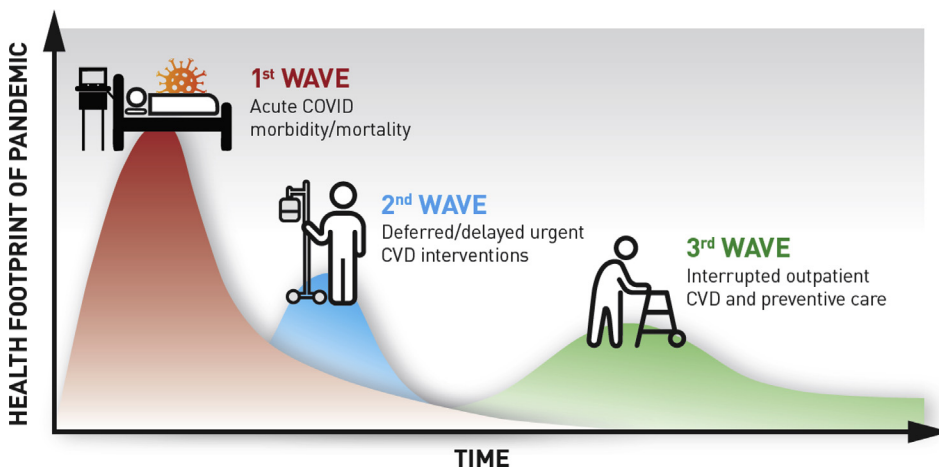 HEALTH FOOTPRINT OF PANDEMIC
1st WAVE
Acute COVID
morbidity/mortality
2nd WAVE
Deferred/delayed urgent
CVD interventions
3rd WAVE
Interrupted outpatient
CVD and preventive care
TIME